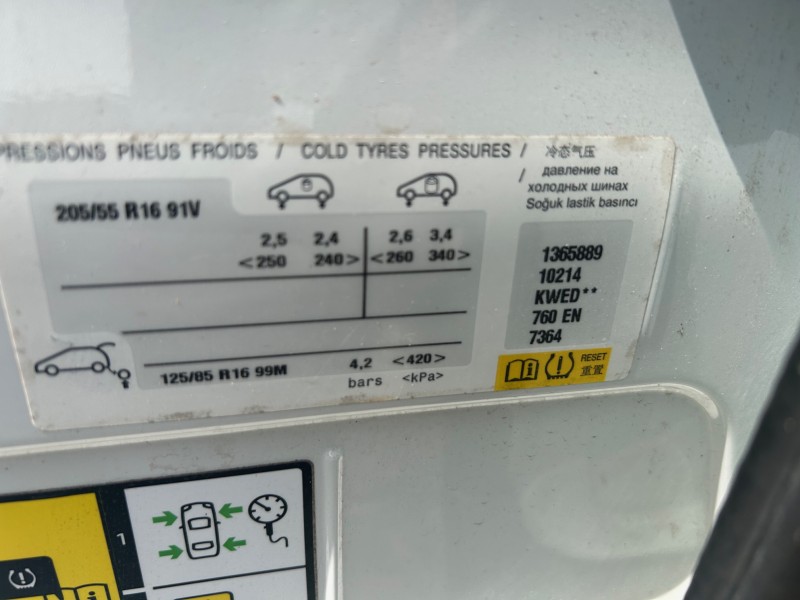 PRESSIONS PNEUS FROIDS / COLD TYRES PRESSURES / 冷态气压
/ давление на
холодных шинах
Soğuk lastik basıncı
205/55 R16 91V
2,5 2,4 2,6 3,4
<250 240> <260 340>
125/85 R16 99M 4,2 <420>
bars <kPa>
1365889
10214
KWED**
760 EN
7364
RESET
重置
1